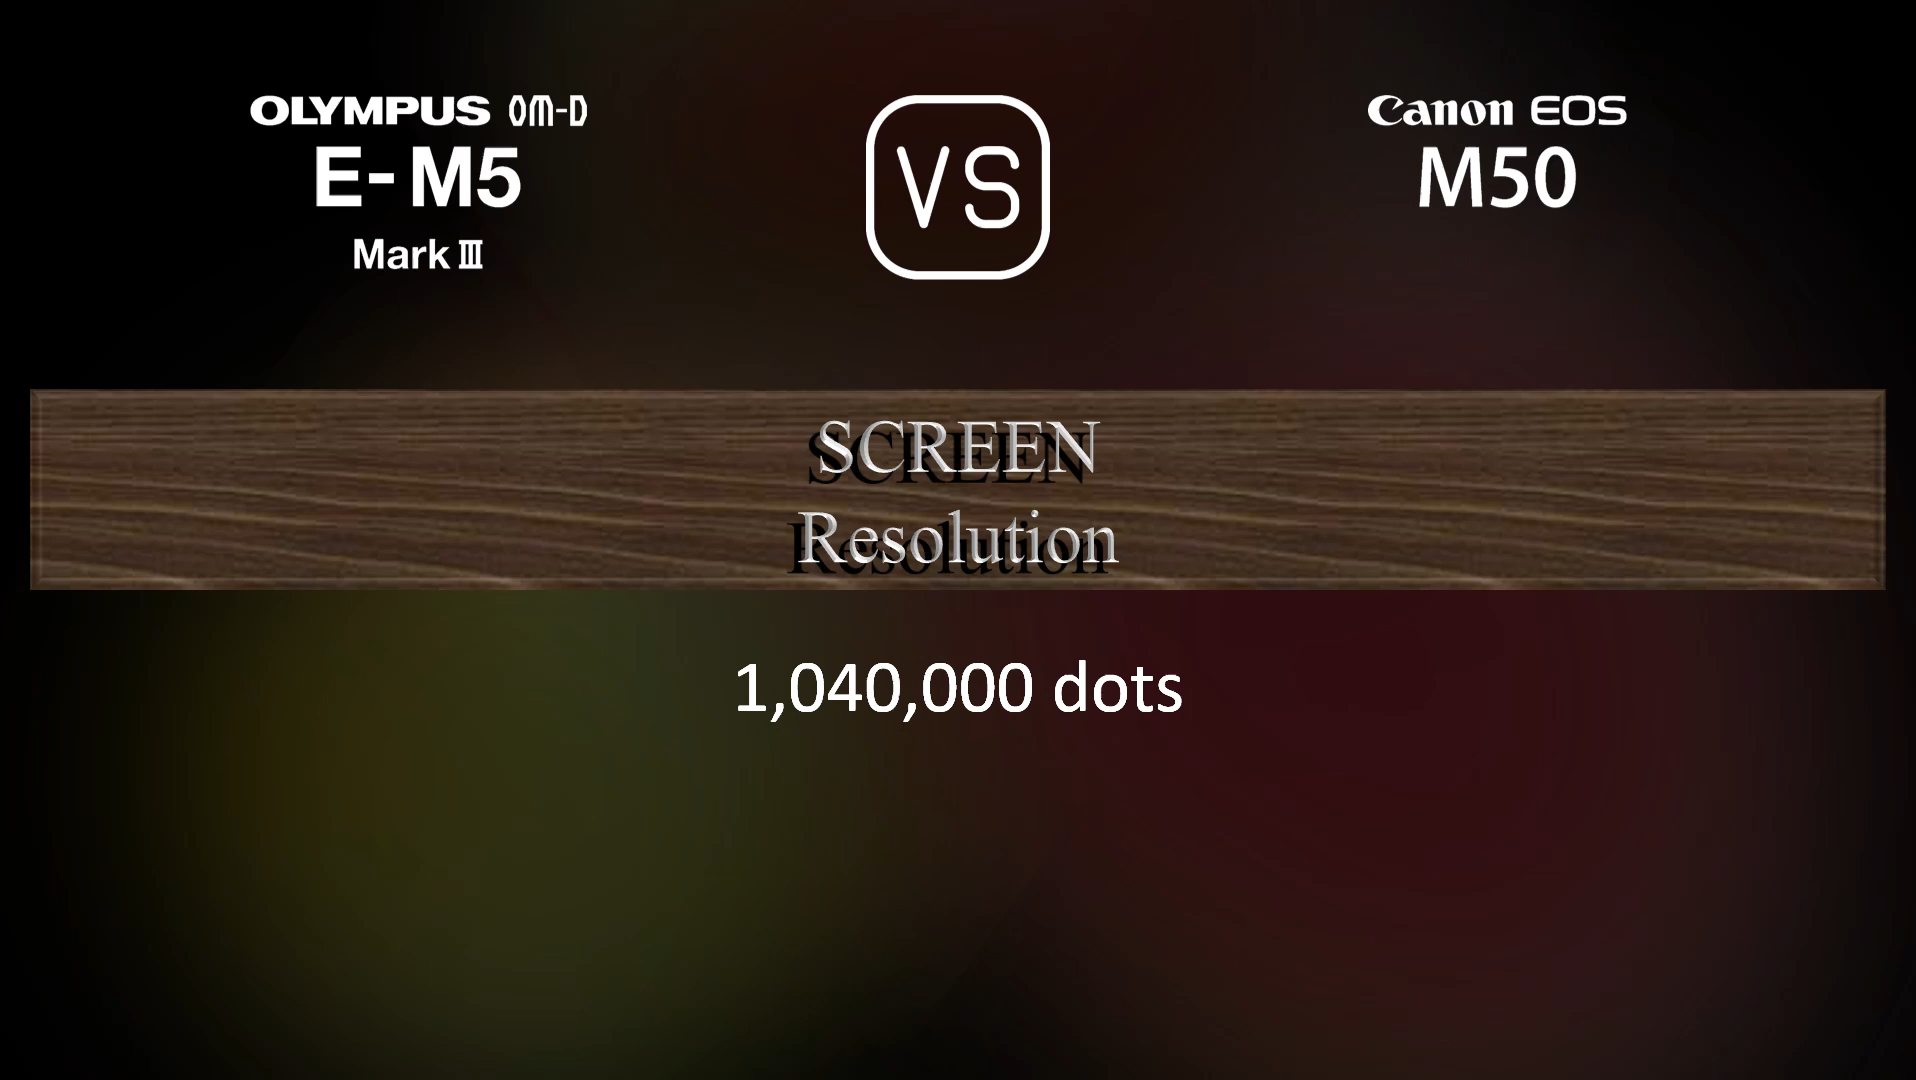 OLYMPUS OM-D
E-M5
Mark III
VS
Canon EOS
M50
SCREEN
Resolution
1,040,000 dots